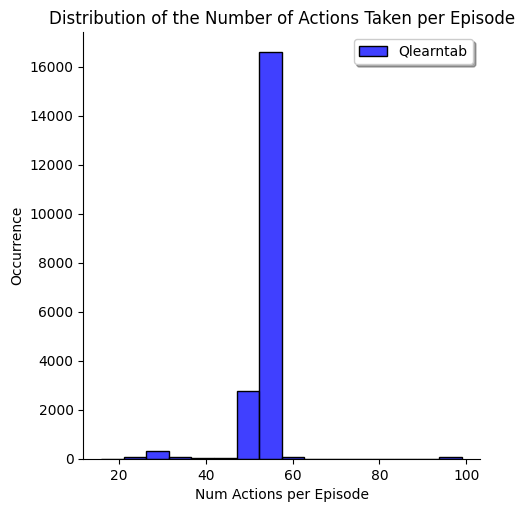 Distribution of the Number of Actions Taken per Episode
Qlearntab
16000
14000
12000
10000
8000
6000
4000
2000
0
Occurrence
20 40 60 80 100
Num Actions per Episode